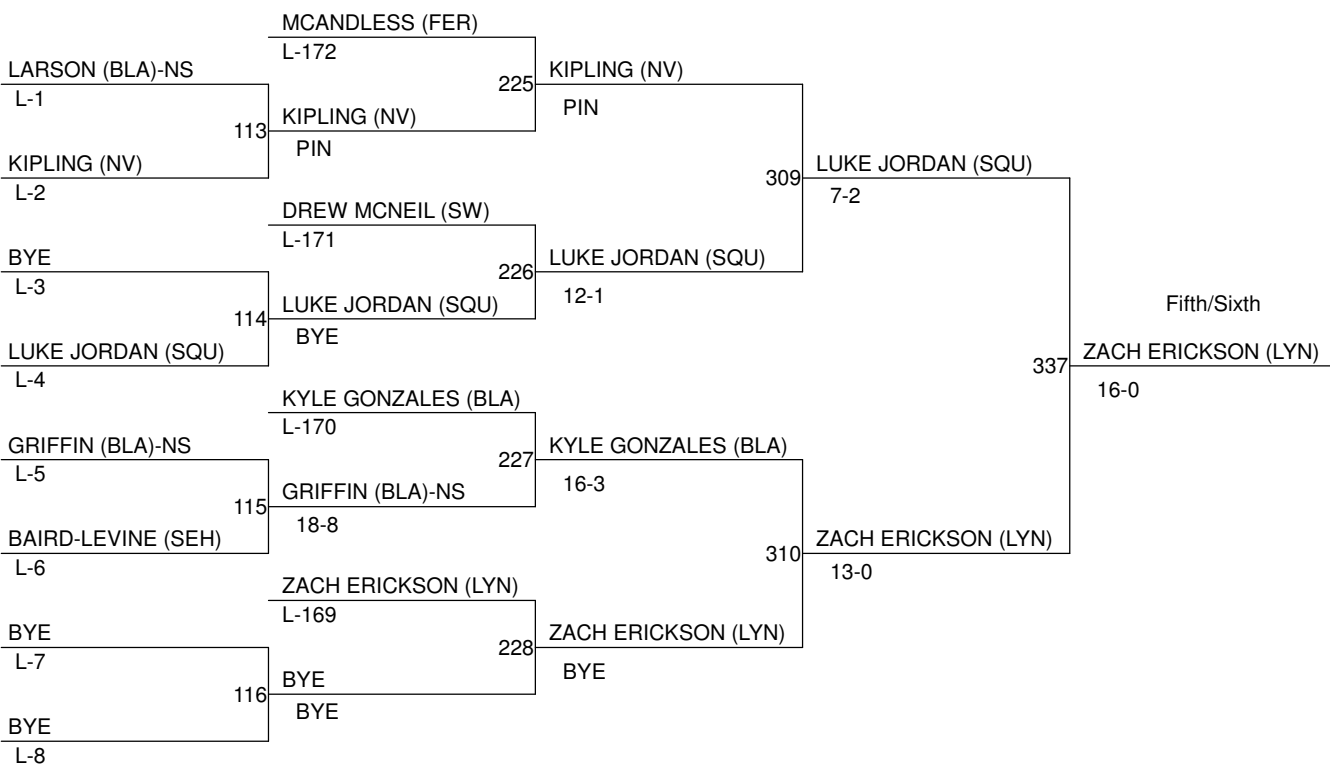 MCANDLESS (FER)
L-172
LARSON (BLA)-NS
L-1
225
KIPLING (NV)
PIN
113
KIPLING (NV)
PIN
KIPLING (NV)
L-2
309
LUKE JORDAN (SQU)
7-2
DREW MCNEIL (SW)
L-171
BYE
L-3
226
LUKE JORDAN (SQU)
12-1
114
LUKE JORDAN (SQU)
BYE
Fifth/Sixth
LUKE JORDAN (SQU)
L-4
337
ZACH ERICKSON (LYN)
16-0
KYLE GONZALES (BLA)
L-170
GRIFFIN (BLA)-NS
L-5
227
KYLE GONZALES (BLA)
16-3
115
GRIFFIN (BLA)-NS
18-8
BAIRD-LEVINE (SEH)
L-6
310
ZACH ERICKSON (LYN)
13-0
ZACH ERICKSON (LYN)
L-169
BYE
L-7
228
ZACH ERICKSON (LYN)
BYE
116
BYE
BYE
BYE
L-8